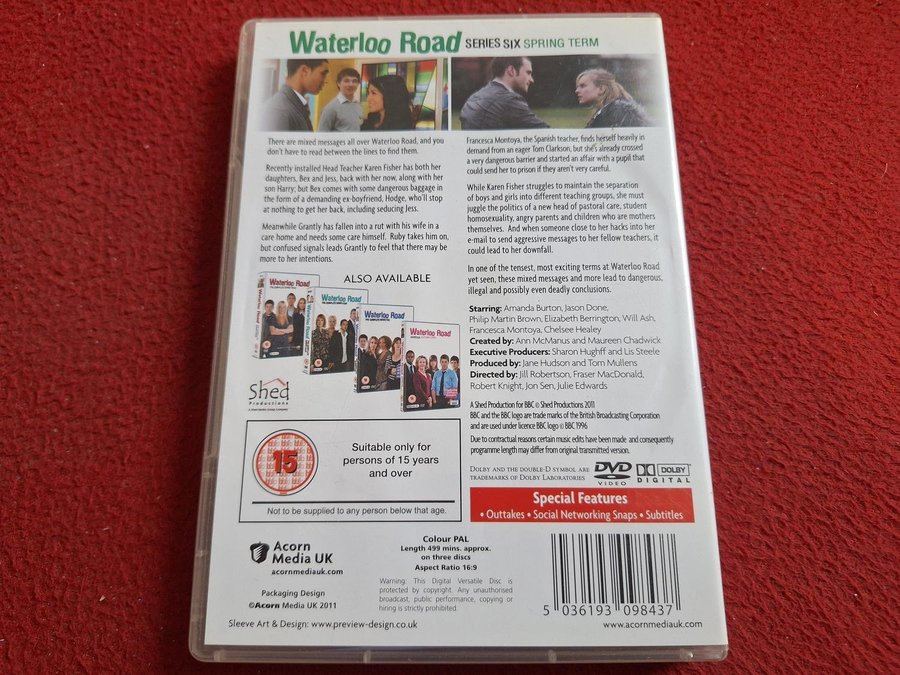 Waterloo Road SERIES SIX SPRING TERM
There are mixed messages all over Waterloo Road, and you
don't have to read between the lines to find them.
Recently installed Head Teacher Karen Fisher has both her
daughters, Bex and Jess, back with her now, along with her
son Harry; but Bex comes with some dangerous baggage in
the form of a demanding ex-boyfriend, Hodge, who'll stop
at nothing to get her back, including seducing Jess.
Meanwhile Grantly has fallen into a rut with his wife in a
care home and needs some care himself. Ruby takes him on,
but confused signals leads Grantly to feel that there may be
more to her intentions.
ALSO AVAILABLE
Waterloo Road
Waterloo Road
Waterloo Road
Waterloo Road
Shed
Productions
15
Suitable only for
persons of 15 years
and over
Not to be supplied to any person below that age.
Francesca Montoya, the Spanish teacher, finds herself heavily in
demand from an eager Tom Clarkson, but she's already crossed
a very dangerous barrier and started an affair with a pupil that
could send her to prison if they aren't very careful.
While Karen Fisher struggles to maintain the separation
of boys and girls into different teaching groups, she must
juggle the politics of a new head of pastoral care, student
homosexuality, angry parents and children who are mothers
themselves. And when someone close to her hacks into her
e-mail to send aggressive messages to her fellow teachers, it
could lead to her downfall.
In one of the tensest, most exciting terms at Waterloo Road
yet seen, these mixed messages and more lead to dangerous,
illegal and possibly even deadly conclusions.
Starring: Amanda Burton, Jason Done,
Philip Martin Brown, Elizabeth Berrington, Will Ash,
Francesca Montoya, Chelsee Healey
Created by: Ann McManus and Maureen Chadwick
Executive Producers: Sharon Hughff and Lis Steele
Produced by: Jane Hudson and Tom Mullens
Directed by: Jill Robertson, Fraser MacDonald,
Robert Knight, Jon Sen, Julie Edwards
A Shed Production for BBC © Shed Productions 2011
BBC and the BBC logo are trade marks of the British Broadcasting Corporation
and are used under licence BBC logo © BBC 1996
Due to contractual reasons certain music edits have been made and consequently
programme length may differ from original transmitted version.
DOLBY AND THE DOUBLE-D SYMBOL ARE
TRADEMARKS OF DOLBY LABORATORIES
DVD
VIDEO
DOLBY
DIGITAL
Special Features
• Outtakes • Social Networking Snaps • Subtitles
Acorn
Media UK
acornmediauk.com
Packaging Design
©Acorn Media UK 2011
Sleeve Art & Design: www.preview-design.co.uk
Colour PAL
Length 499 mins. approx.
on three discs
Aspect Ratio 16:9
Warning: This Digital Versatile Disc is
protected by copyright. Any unauthorised
broadcast, public performance, copying or
hiring is strictly prohibited.
5 036193 098437
www.acornmediauk.com